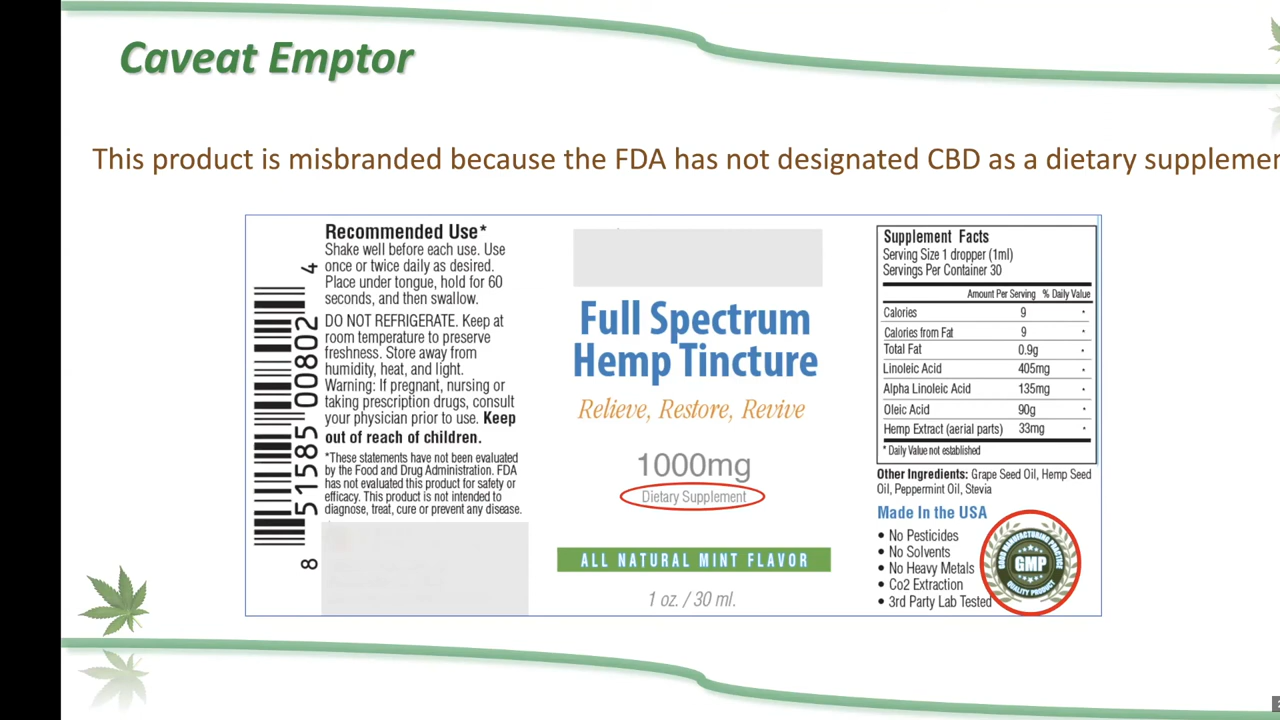 Caveat Emptor
This product is misbranded because the FDA has not designated CBD as a dietary
Recommended Use*
Shake well before each use. Use
once or twice daily as desired.
Place under tongue, hold for 60
seconds, and then swallow.
DO NOT REFRIGERATE. Keep at
room temperature to preserve
freshness. Store away from
humidity, heat, and light.
Warning: If pregnant, nursing or
taking prescription drugs, consult
your physician prior to use. Keep
out of reach of children.
*These statements have not been evaluated
by the Food and Drug Administration. FDA
has not evaluated this product for safety or
efficacy. This product is not intended to
diagnose, treat, cure or prevent any disease.
8 51585 00802 4
Full Spectrum
Hemp Tincture
Relieve, Restore, Revive
1000mg
Dietary Supplement
ALL NATURAL MINT FLAVOR
1 oz. / 30 ml.
Supplement Facts
Serving Size 1 dropper (1ml)
Servings Per Container 30
Amount Per Serving % Daily Value
Calories 9 *
Calories from Fat 9 *
Total Fat 0.9g *
Linoleic Acid 405mg *
Alpha Linoleic Acid 135mg *
Oleic Acid 90g *
Hemp Extract (aerial parts) 33mg *
* Daily Value not established
Other Ingredients: Grape Seed Oil, Hemp Seed
Oil, Peppermint Oil, Stevia
Made In the USA
• No Pesticides
• No Solvents
• No Heavy Metals
• Co2 Extraction
• 3rd Party Lab Tested
GOOD MANUFACTURING PRACTICE
GMP
QUALITY PRODUCT